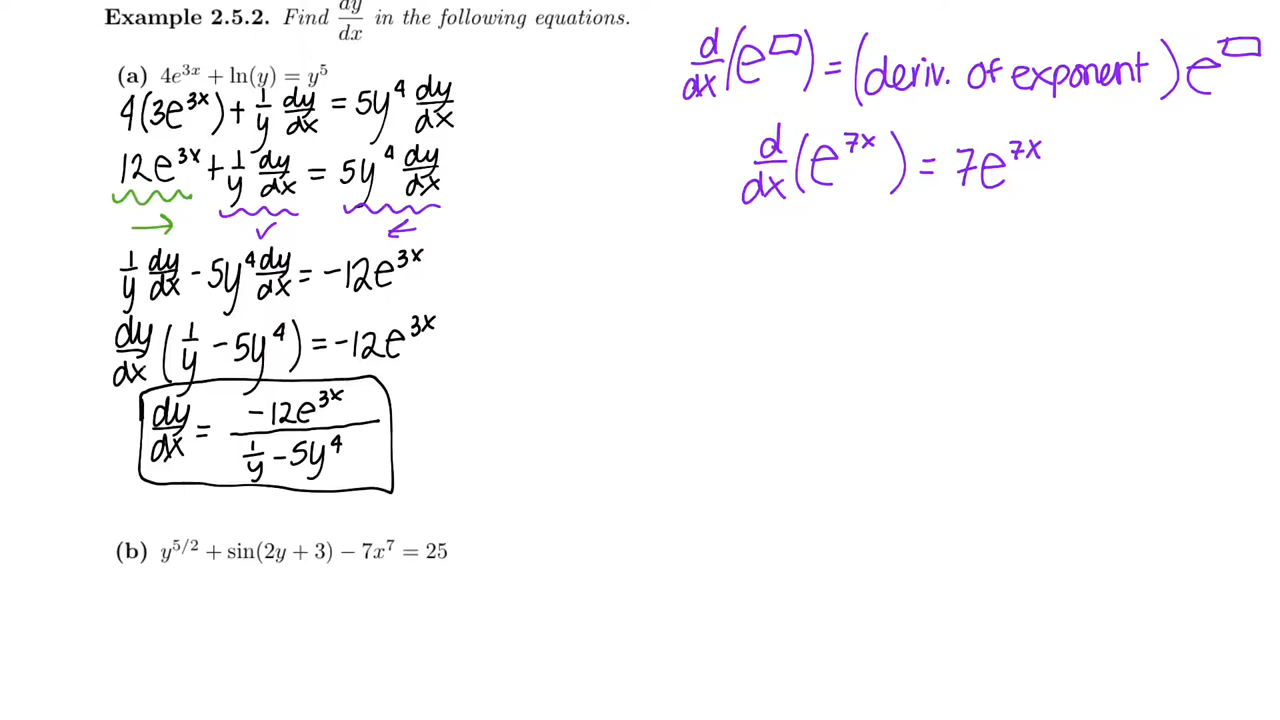 Example 2.5.2. Find dy/dx in the following equations.
(a) 4e^{3x} + ln(y) = y^5
4(3e^{3x}) + 1/y dy/dx = 5y^4 dy/dx
12e^{3x} + 1/y dy/dx = 5y^4 dy/dx
1/y dy/dx - 5y^4 dy/dx = -12e^{3x}
dy/dx (1/y - 5y^4) = -12e^{3x}
dy/dx = -12e^{3x} / (1/y - 5y^4)
(b) y^{5/2} + sin(2y + 3) − 7x^7 = 25
d/dx (e^□) = (deriv. of exponent) e^□
d/dx (e^{7x}) = 7e^{7x}